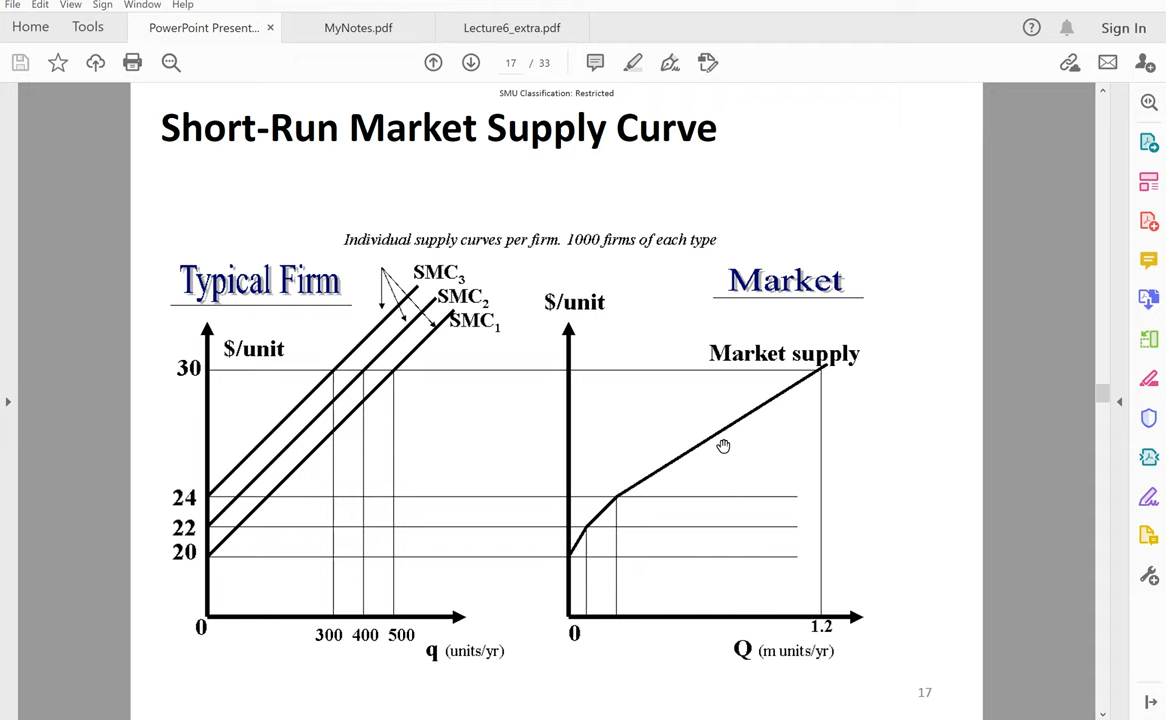 File Edit View Sign Window Help
Home Tools PowerPoint Present... × MyNotes.pdf Lecture6_extra.pdf Sign In
17 / 33
SMU Classification: Restricted
Short-Run Market Supply Curve
Individual supply curves per firm. 1000 firms of each type
Typical Firm
SMC3
SMC2
SMC1
$/unit
30
24
22
20
0
300 400 500
q (units/yr)
Market
$/unit
Market supply
0
1.2
Q (m units/yr)
17